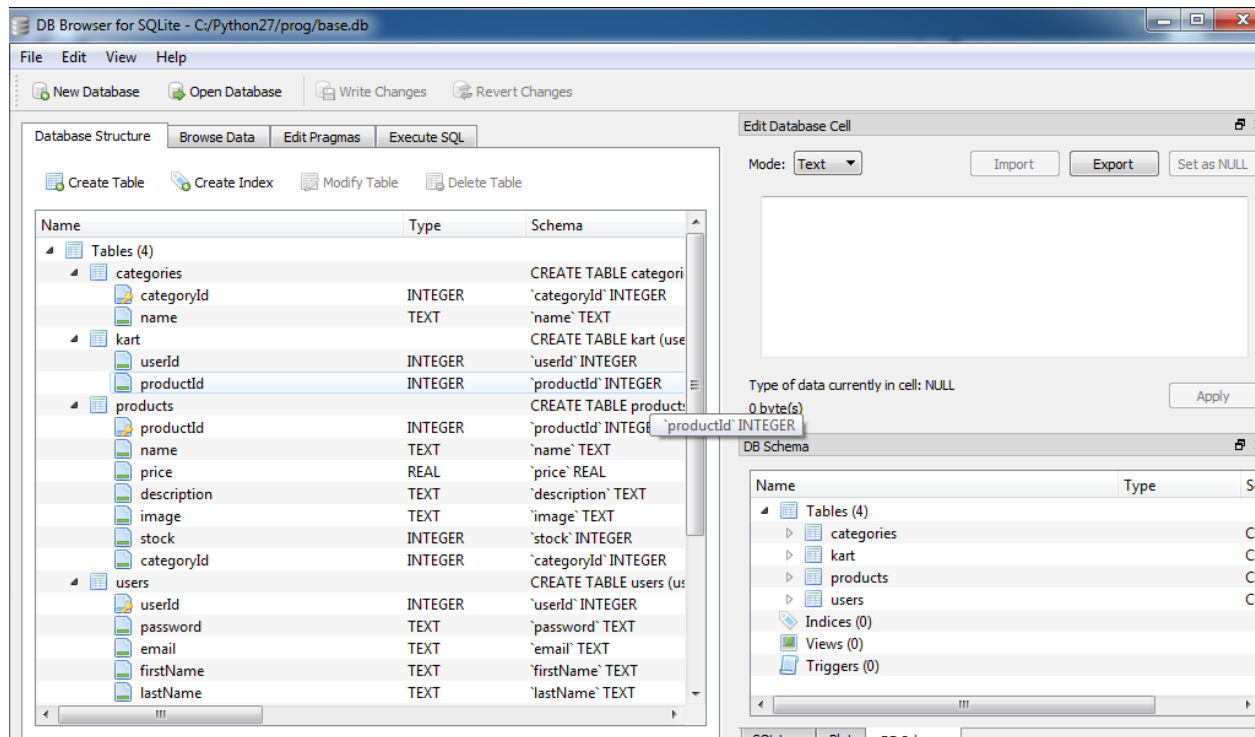 DB Browser for SQLite - C:/Python27/prog/base.db
File Edit View Help
New Database Open Database Write Changes Revert Changes
Database Structure Browse Data Edit Pragmas Execute SQL
Create Table Create Index Modify Table Delete Table
Name Type Schema
Tables (4)
categories CREATE TABLE categori
categoryId INTEGER `categoryId` INTEGER
name TEXT `name` TEXT
kart CREATE TABLE kart (use
userId INTEGER `userId` INTEGER
productId INTEGER `productId` INTEGER
products CREATE TABLE products
productId INTEGER `productId` INTEGE
name TEXT `name` TEXT
price REAL `price` REAL
description TEXT `description` TEXT
image TEXT `image` TEXT
stock INTEGER `stock` INTEGER
categoryId INTEGER `categoryId` INTEGER
users CREATE TABLE users (us
userId INTEGER `userId` INTEGER
password TEXT `password` TEXT
email TEXT `email` TEXT
firstName TEXT `firstName` TEXT
lastName TEXT `lastName` TEXT
`productId` INTEGER
Edit Database Cell
Mode: Text Import Export Set as NULL
Type of data currently in cell: NULL
0 byte(s)
Apply
DB Schema
Name Type S
Tables (4)
categories C
kart C
products C
users C
Indices (0)
Views (0)
Triggers (0)